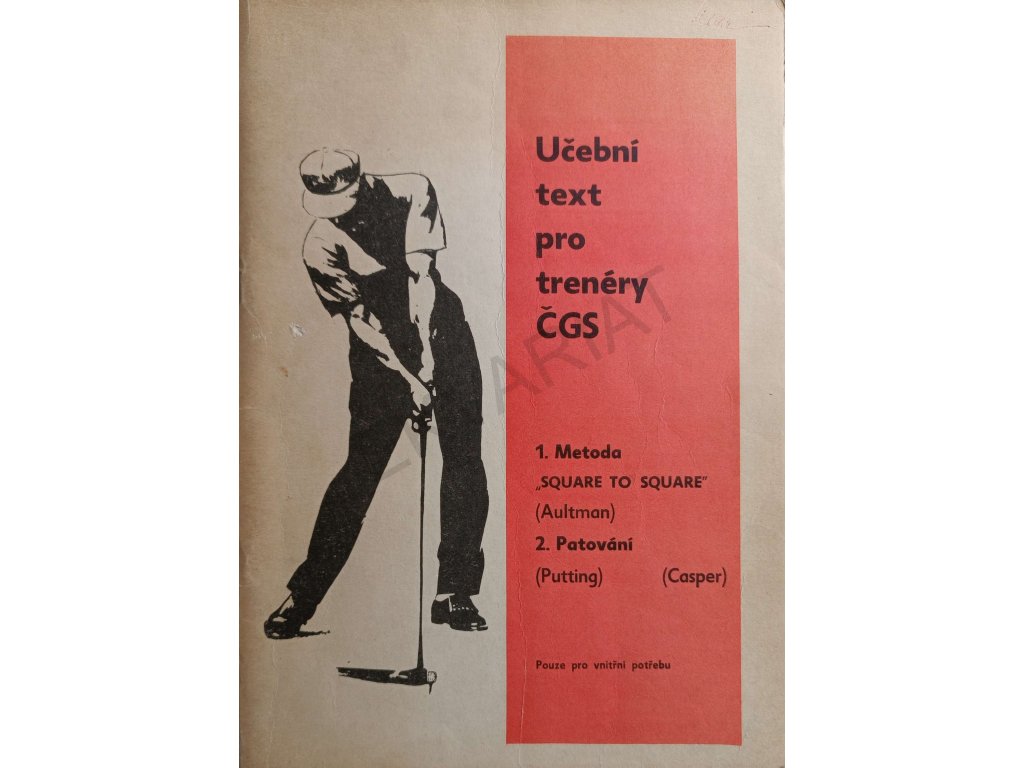 Učební
text
pro
trenéry
ČGS
1. Metoda
„SQUARE TO SQUARE"
(Aultman)
2. Patování
(Putting) (Casper)
Pouze pro vnitřní potřebu